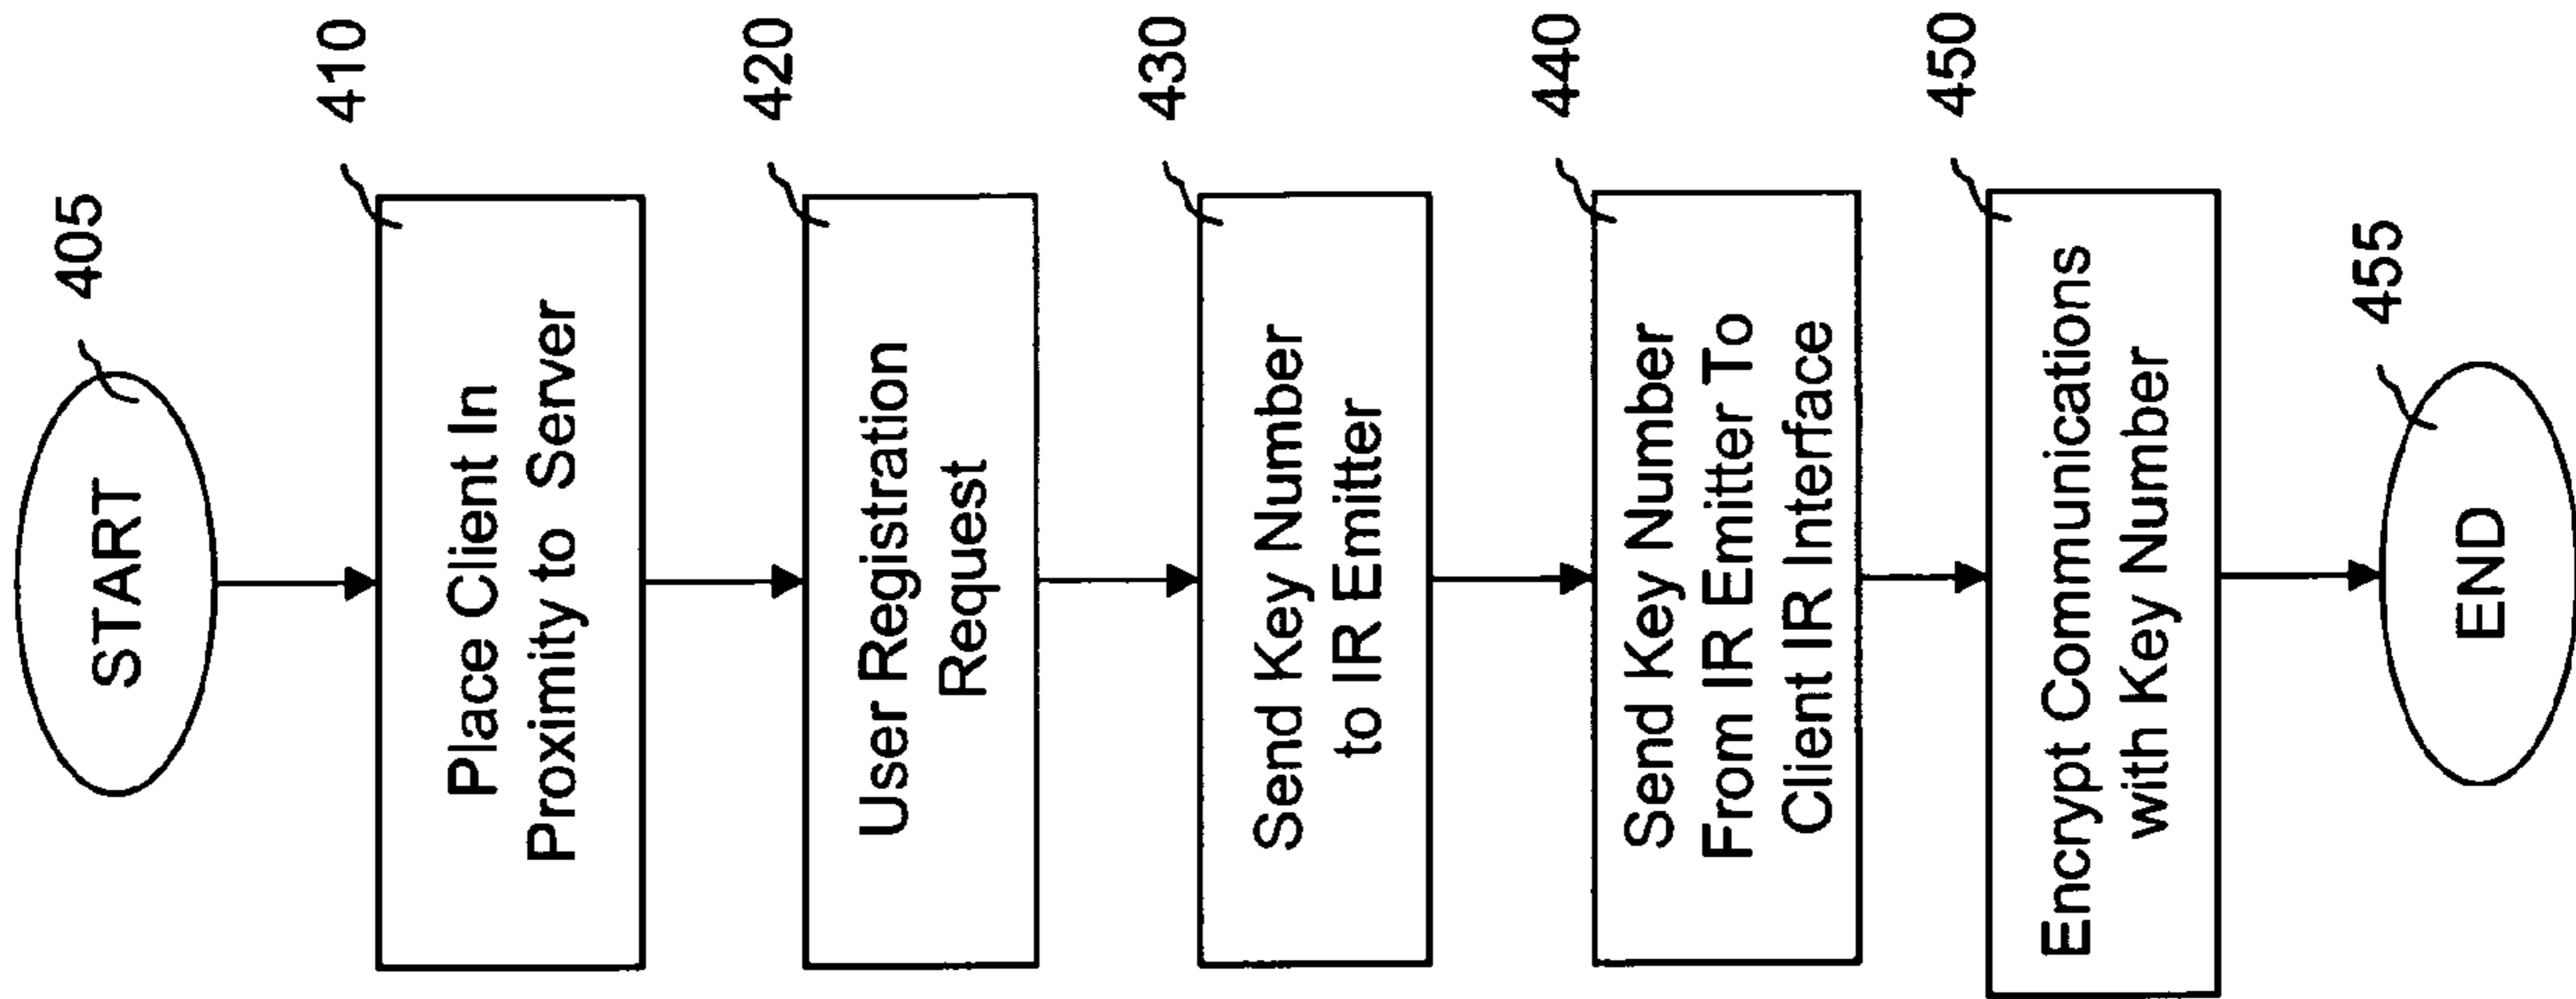 START
405
410
Place Client In
Proximity to Server
420
User Registration
Request
430
Send Key Number
to IR Emitter
440
Send Key Number
From IR Emitter To
Client IR Interface
450
Encrypt Communications
with Key Number
455
END